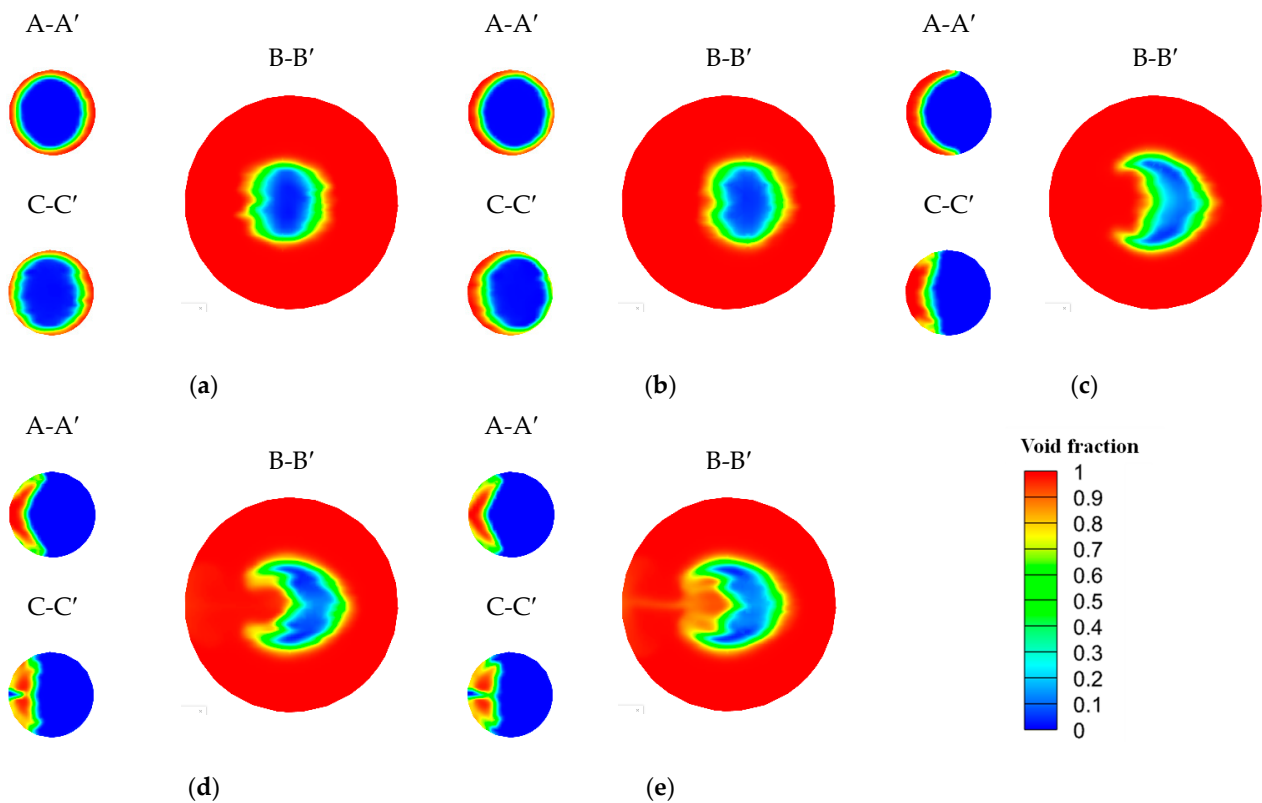 A-A′
B-B′
C-C′
(a)
A-A′
B-B′
C-C′
(b)
A-A′
B-B′
C-C′
(c)
A-A′
B-B′
C-C′
(d)
A-A′
B-B′
C-C′
(e)
Void fraction
1
0.9
0.8
0.7
0.6
0.5
0.4
0.3
0.2
0.1
0